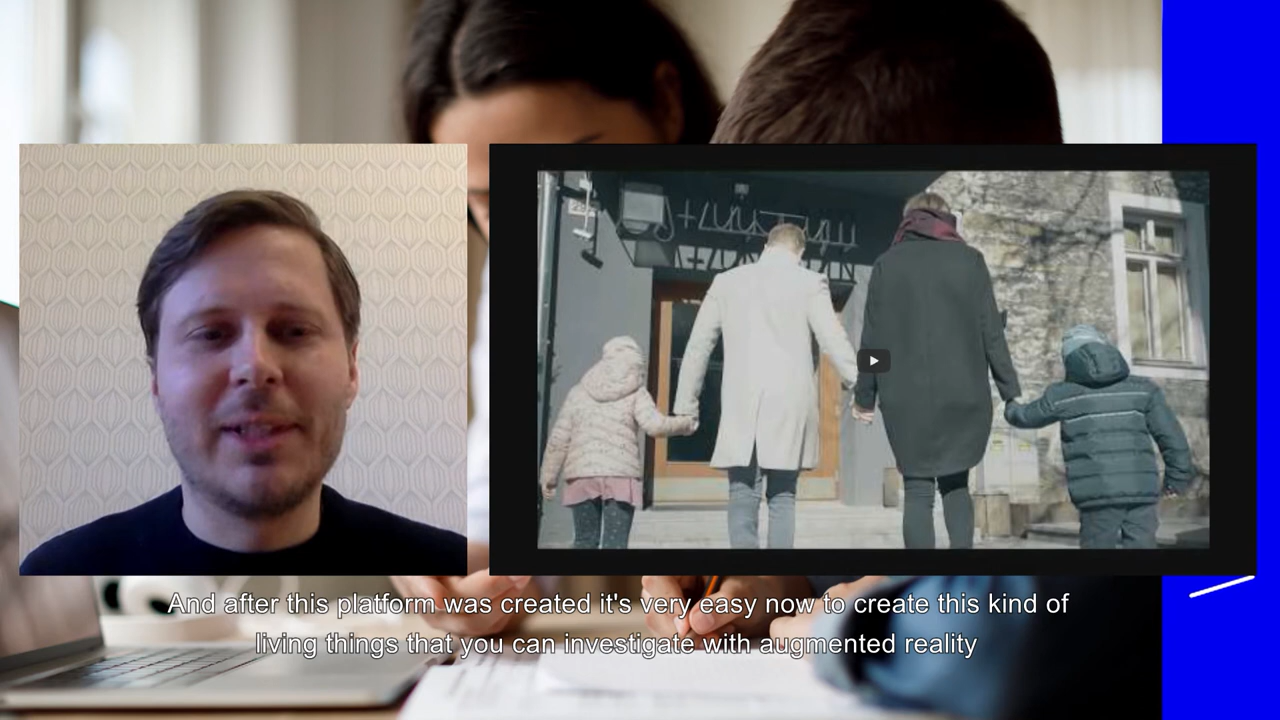 And after this platform was created it's very easy now to create this kind of
living things that you can investigate with augmented reality